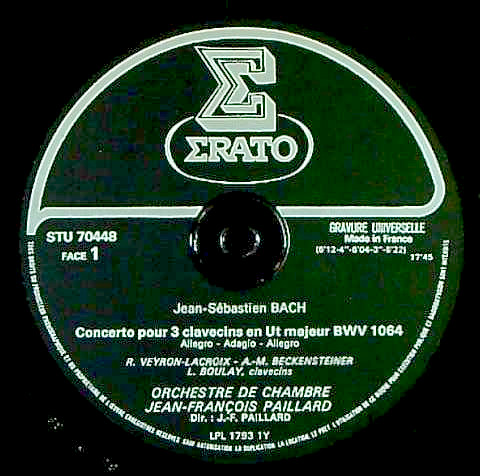 Σ
ΣRATO
STU 70448
FACE 1
GRAVURE UNIVERSELLE
Made in France
(6'12-4"-6'04-3"-5'22)
17'45
Jean-Sébastien BACH
Concerto pour 3 clavecins en Ut majeur BWV 1064
Allegro - Adagio - Allegro
R. VEYRON-LACROIX - A.-M. BECKENSTEINER
L. BOULAY, clavecins
ORCHESTRE DE CHAMBRE
JEAN-FRANÇOIS PAILLARD
Dir. : J.-F. PAILLARD
LPL 1793 1Y